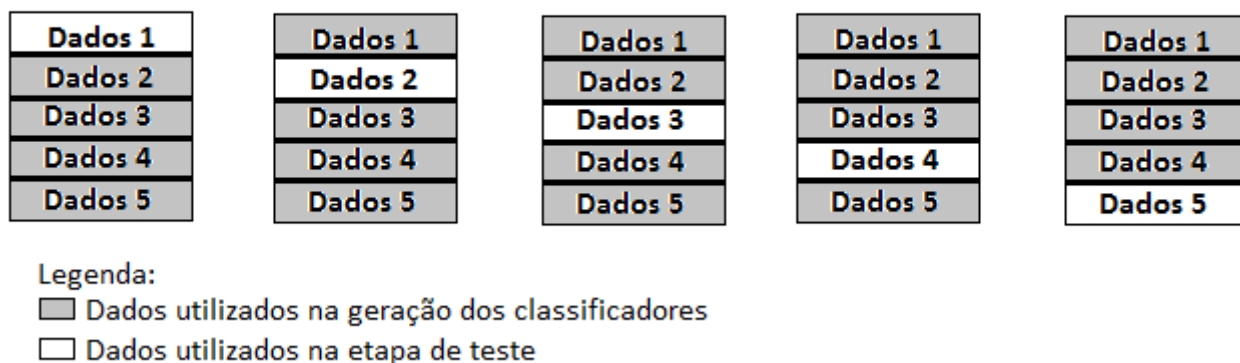 Dados 1 Dados 1 Dados 1 Dados 1 Dados 1
Dados 2 Dados 2 Dados 2 Dados 2 Dados 2
Dados 3 Dados 3 Dados 3 Dados 3 Dados 3
Dados 4 Dados 4 Dados 4 Dados 4 Dados 4
Dados 5 Dados 5 Dados 5 Dados 5 Dados 5
Legenda:
Dados utilizados na geração dos classificadores
Dados utilizados na etapa de teste